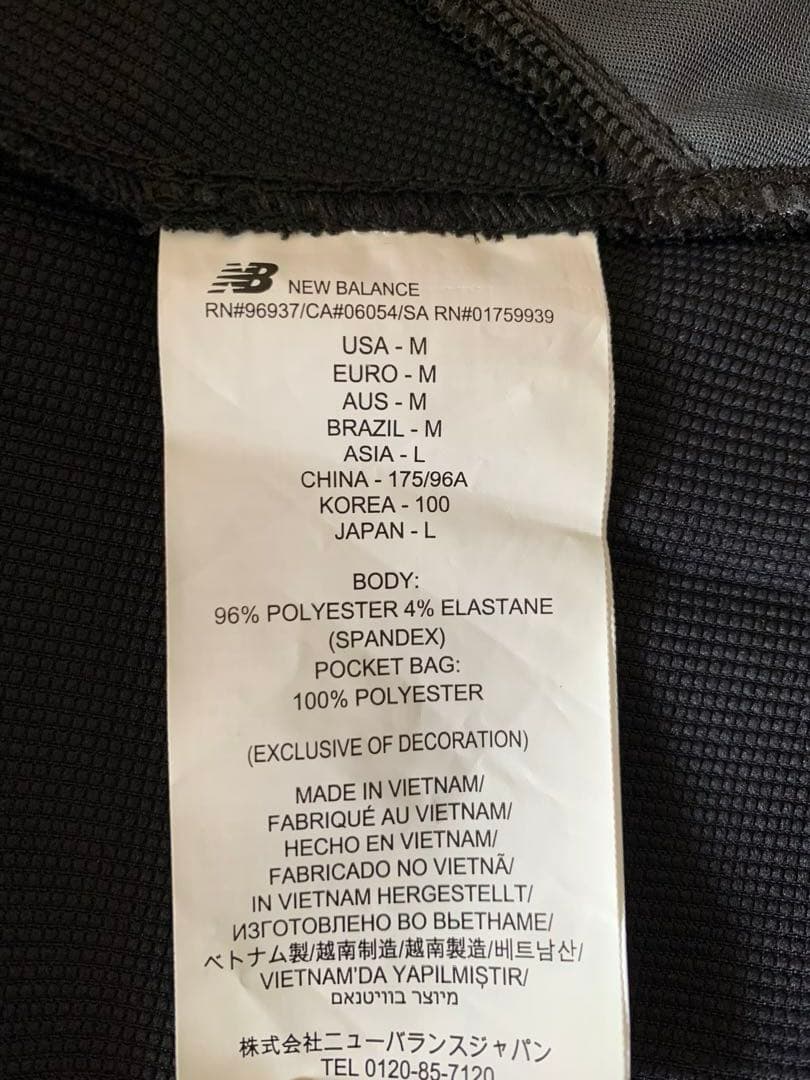 NB NEW BALANCE
RN#96937/CA#06054/SA RN#01759939
USA - M
EURO - M
AUS - M
BRAZIL - M
ASIA - L
CHINA - 175/96A
KOREA - 100
JAPAN - L
BODY:
96% POLYESTER 4% ELASTANE
(SPANDEX)
POCKET BAG:
100% POLYESTER
(EXCLUSIVE OF DECORATION)
MADE IN VIETNAM/
FABRIQUÉ AU VIETNAM/
HECHO EN VIETNAM/
FABRICADO NO VIETNÃ/
IN VIETNAM HERGESTELLT/
ИЗГОТОВЛЕНО ВО ВЬЕТНАМЕ/
ベトナム製/越南制造/越南製造/베트남산/
VIETNAM'DA YAPILMIŞTIR/
מיוצר בווייטנאם
株式会社ニューバランスジャパン
TEL 0120-85-7120